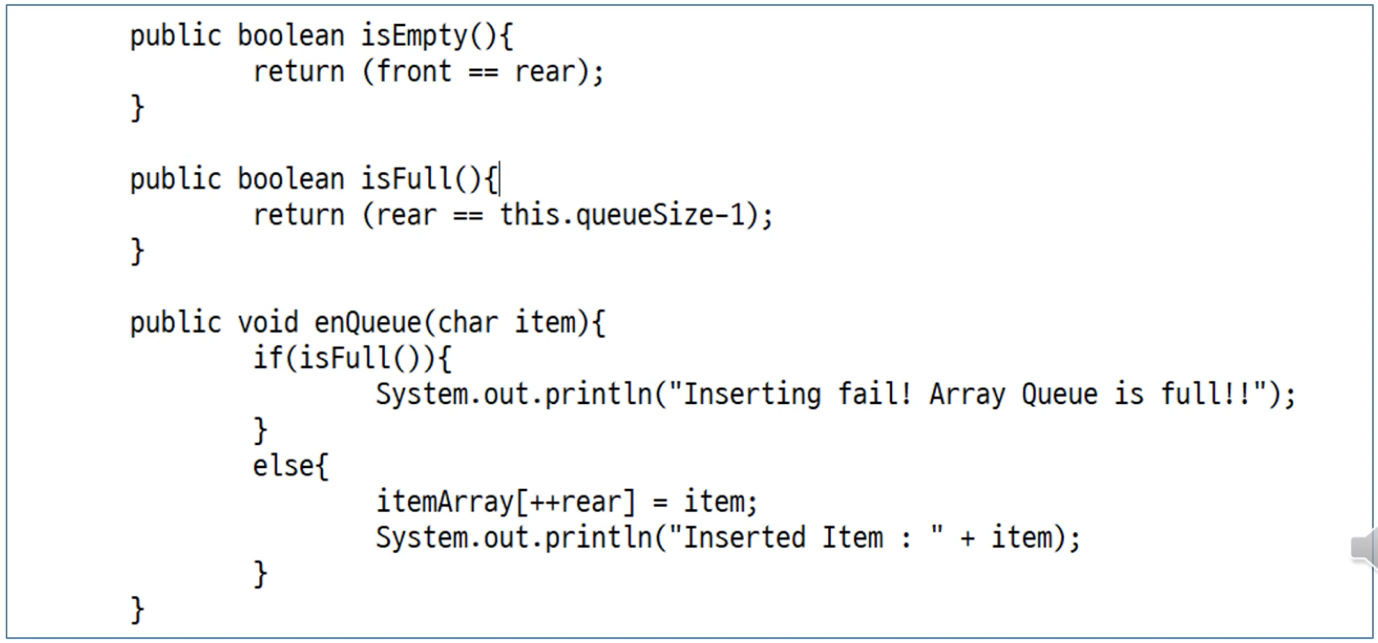 public boolean isEmpty(){
return (front == rear);
}
public boolean isFull(){
return (rear == this.queueSize-1);
}
public void enQueue(char item){
if(isFull()){
System.out.println("Inserting fail! Array Queue is full!!");
}
else{
itemArray[++rear] = item;
System.out.println("Inserted Item : " + item);
}
}